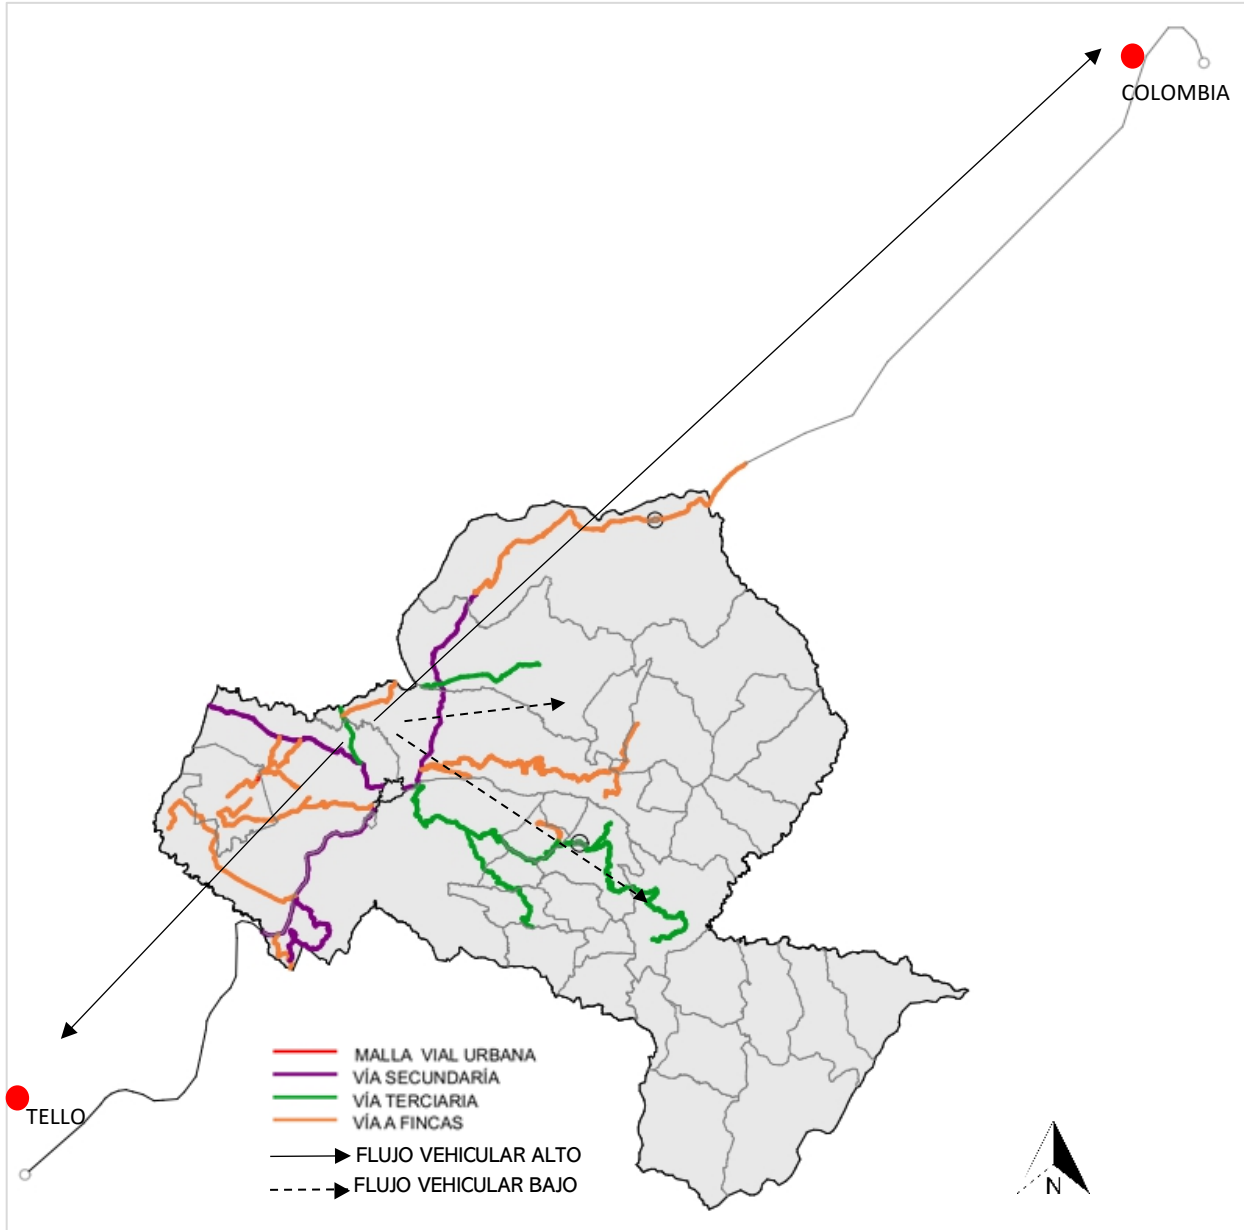 COLOMBIA
TELLO
MALLA VIAL URBANA
VÍA SECUNDARÍA
VÍA TERCIARIA
VÍA A FINCAS
FLUJO VEHICULAR ALTO
FLUJO VEHICULAR BAJO
N